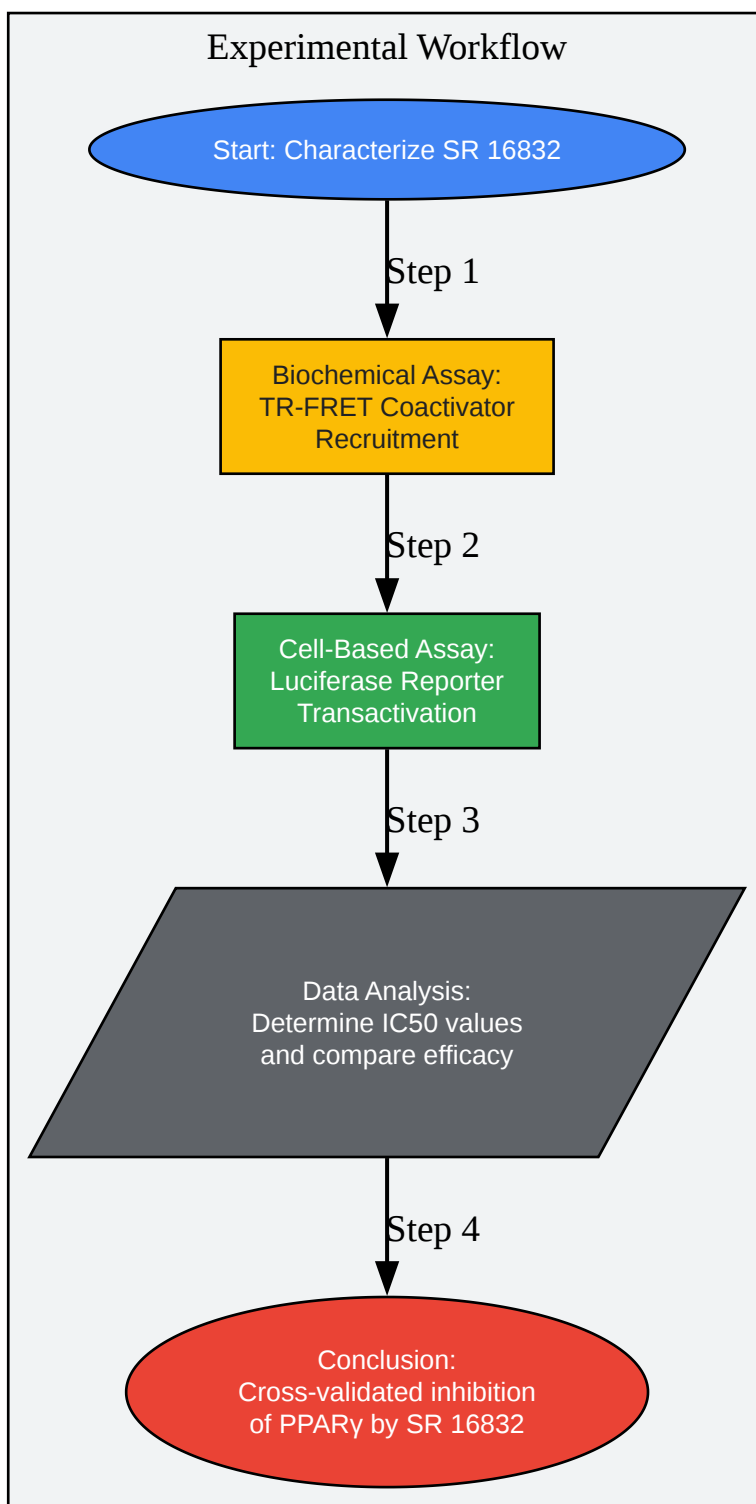 Experimental Workflow
Start: Characterize SR 16832
Step 1
Biochemical Assay:
TR-FRET Coactivator
Recruitment
Step 2
Cell-Based Assay:
Luciferase Reporter
Transactivation
Step 3
Data Analysis:
Determine IC50 values
and compare efficacy
Step 4
Conclusion:
Cross-validated inhibition
of PPARγ by SR 16832